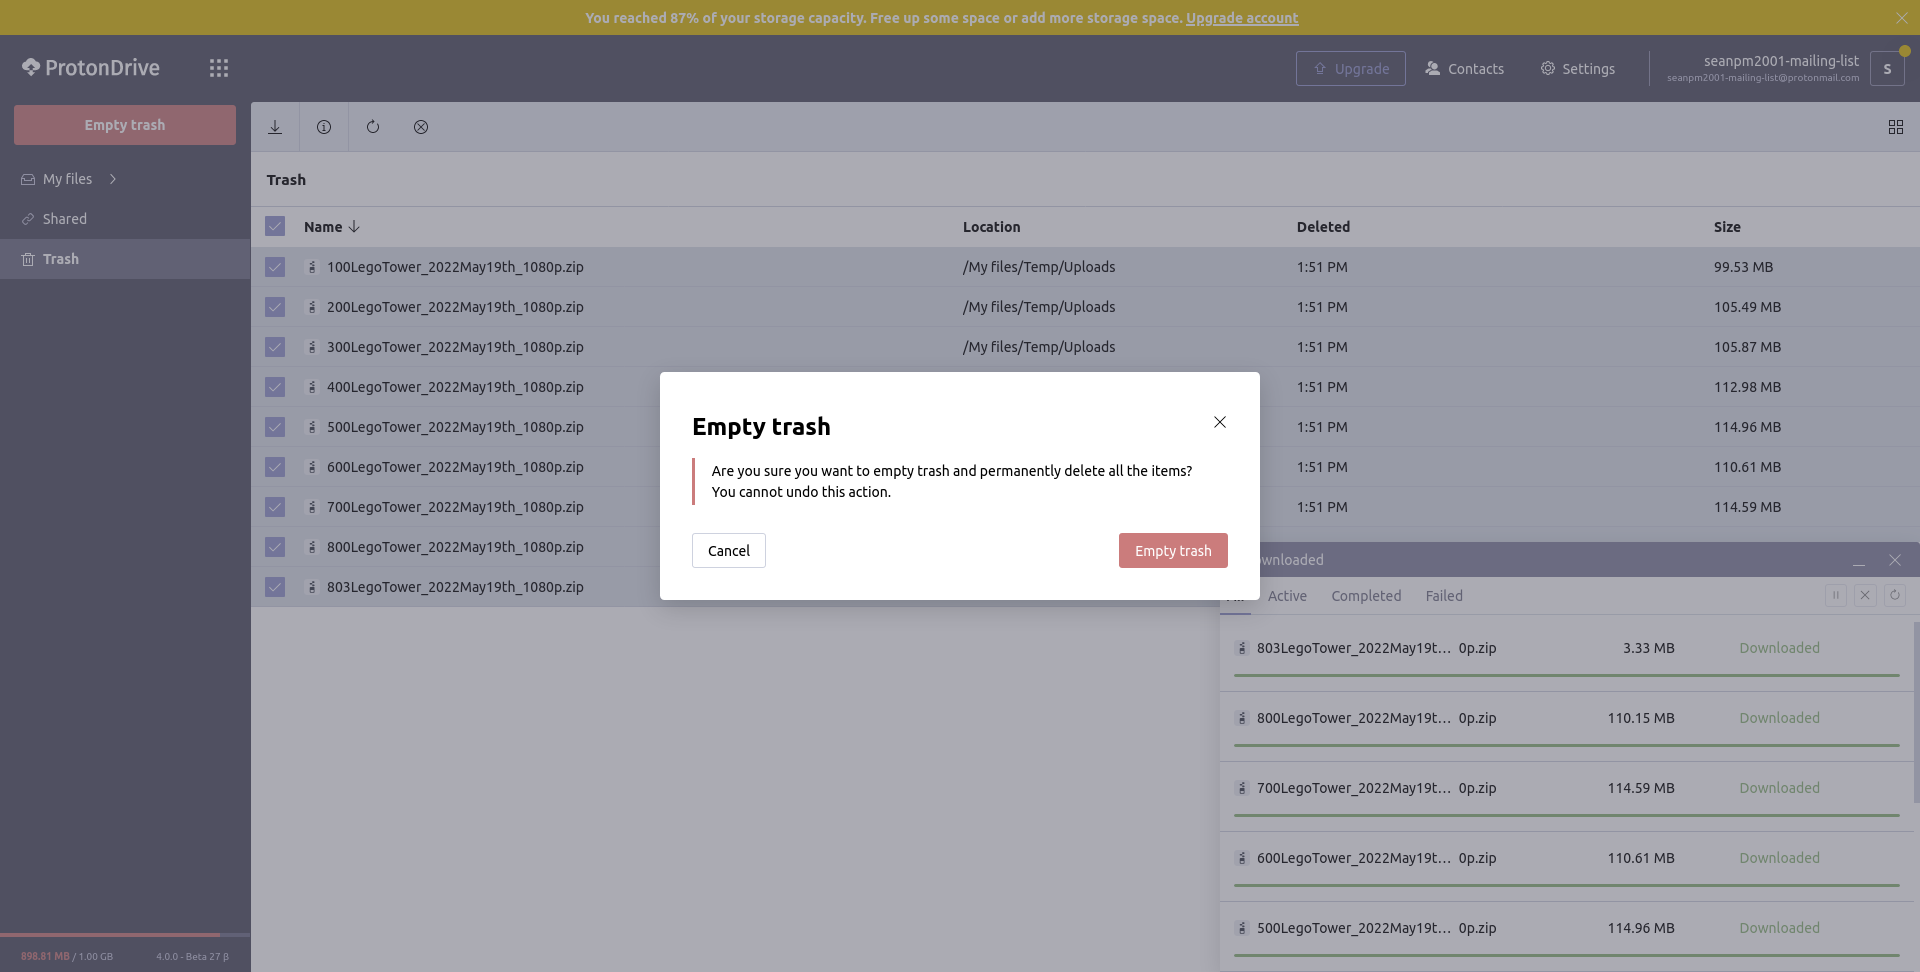 You reached 87% of your storage capacity. Free up some space or add more storage space. Upgrade account
ProtonDrive
Upgrade
Contacts
Settings
seanpm2001-mailing-list
seanpm2001-mailing-list@protonmail.com
S
Empty trash
My files
Shared
Trash
Trash
Name Location Deleted Size
100LegoTower_2022May19th_1080p.zip /My files/Temp/Uploads 1:51 PM 99.53 MB
200LegoTower_2022May19th_1080p.zip /My files/Temp/Uploads 1:51 PM 105.49 MB
300LegoTower_2022May19th_1080p.zip /My files/Temp/Uploads 1:51 PM 105.87 MB
400LegoTower_2022May19th_1080p.zip 1:51 PM 112.98 MB
500LegoTower_2022May19th_1080p.zip 1:51 PM 114.96 MB
600LegoTower_2022May19th_1080p.zip 1:51 PM 110.61 MB
700LegoTower_2022May19th_1080p.zip 1:51 PM 114.59 MB
800LegoTower_2022May19th_1080p.zip
803LegoTower_2022May19th_1080p.zip
Empty trash
Are you sure you want to empty trash and permanently delete all the items?
You cannot undo this action.
Cancel
Empty trash
wnloaded
Active Completed Failed
803LegoTower_2022May19t… 0p.zip 3.33 MB Downloaded
800LegoTower_2022May19t… 0p.zip 110.15 MB Downloaded
700LegoTower_2022May19t… 0p.zip 114.59 MB Downloaded
600LegoTower_2022May19t… 0p.zip 110.61 MB Downloaded
500LegoTower_2022May19t… 0p.zip 114.96 MB Downloaded
898.81 MB / 1.00 GB
4.0.0 - Beta 27 β